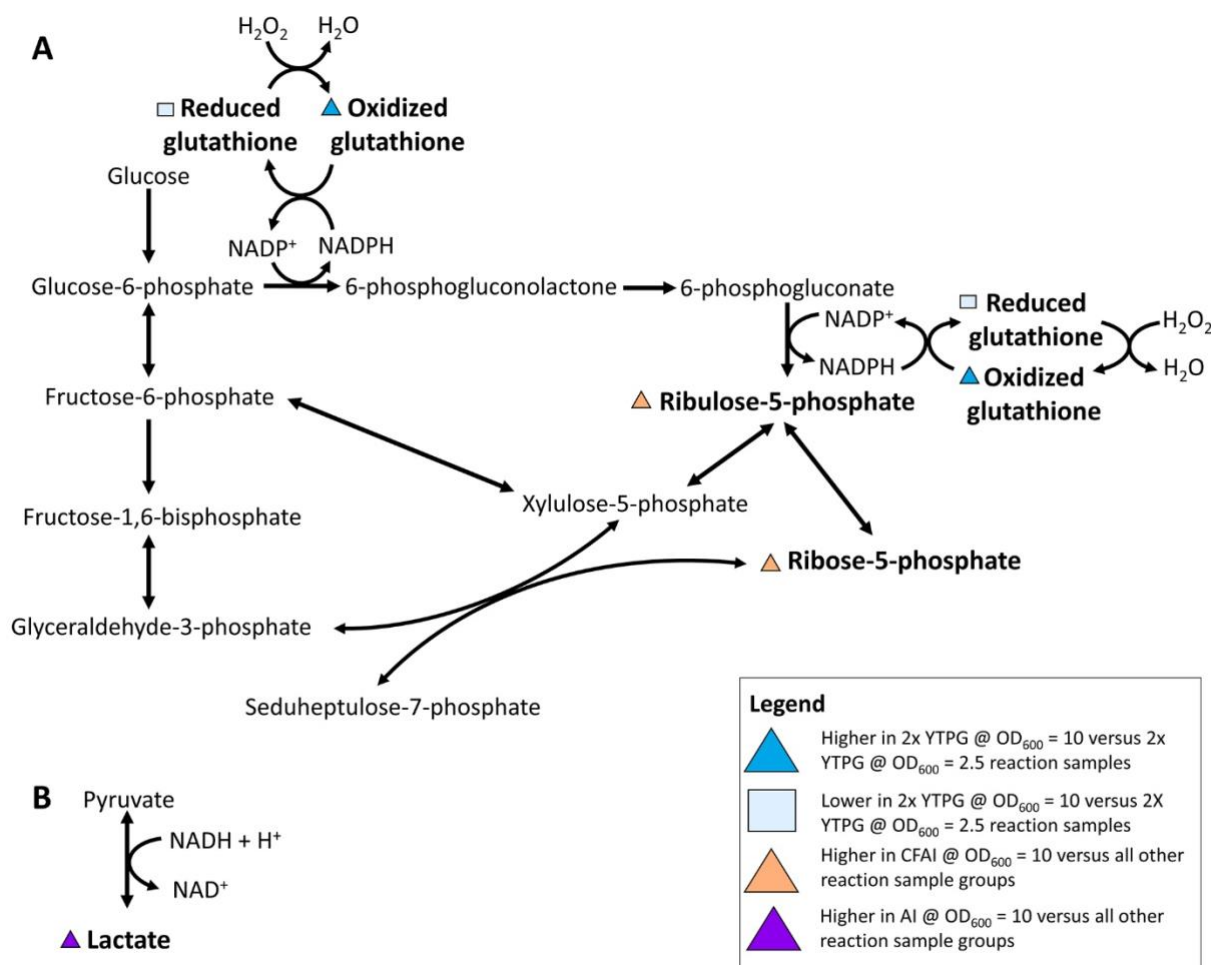 A
H₂O₂ H₂O
Reduced glutathione
Oxidized glutathione
Glucose
NADP⁺ NADPH
Glucose-6-phosphate
6-phosphogluconolactone
6-phosphogluconate
NADP⁺
NADPH
Reduced glutathione
Oxidized glutathione
H₂O₂
H₂O
Fructose-6-phosphate
Ribulose-5-phosphate
Xylulose-5-phosphate
Fructose-1,6-bisphosphate
Ribose-5-phosphate
Glyceraldehyde-3-phosphate
Seduheptulose-7-phosphate
B
Pyruvate
NADH + H⁺
NAD⁺
Lactate
Legend
Higher in 2x YTPG @ OD₆₀₀ = 10 versus 2x
YTPG @ OD₆₀₀ = 2.5 reaction samples
Lower in 2x YTPG @ OD₆₀₀ = 10 versus 2X
YTPG @ OD₆₀₀ = 2.5 reaction samples
Higher in CFAI @ OD₆₀₀ = 10 versus all other
reaction sample groups
Higher in AI @ OD₆₀₀ = 10 versus all other
reaction sample groups